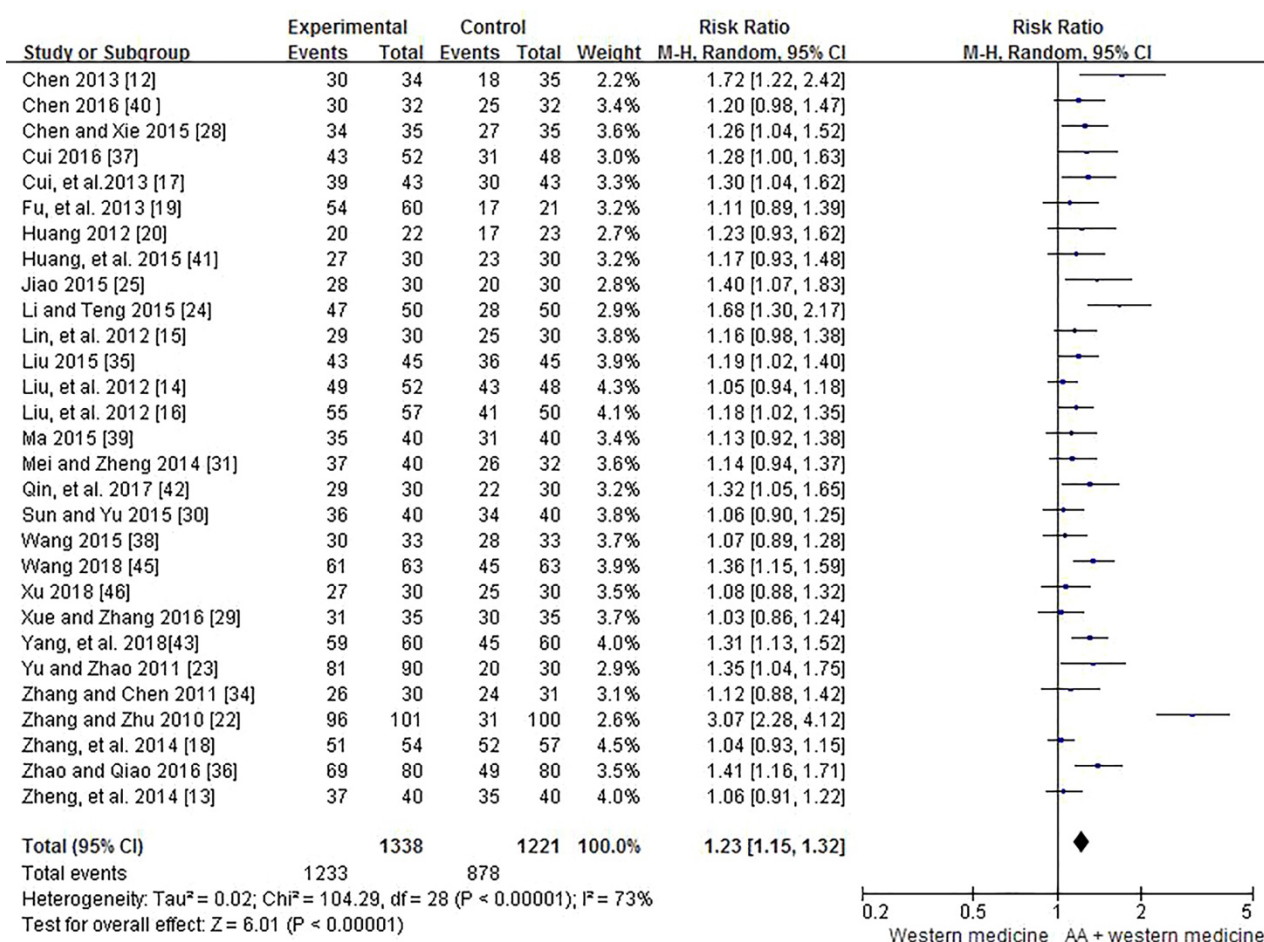 Experimental Control Risk Ratio Risk Ratio
Study or Subgroup Events Total Events Total Weight M-H, Random, 95% CI M-H, Random, 95% CI
Chen 2013 [12] 30 34 18 35 2.2% 1.72 [1.22, 2.42]
Chen 2016 [40 ] 30 32 25 32 3.4% 1.20 [0.98, 1.47]
Chen and Xie 2015 [28] 34 35 27 35 3.6% 1.26 [1.04, 1.52]
Cui 2016 [37] 43 52 31 48 3.0% 1.28 [1.00, 1.63]
Cui, et al.2013 [17] 39 43 30 43 3.3% 1.30 [1.04, 1.62]
Fu, et al. 2013 [19] 54 60 17 21 3.2% 1.11 [0.89, 1.39]
Huang 2012 [20] 20 22 17 23 2.7% 1.23 [0.93, 1.62]
Huang, et al. 2015 [41] 27 30 23 30 3.2% 1.17 [0.93, 1.48]
Jiao 2015 [25] 28 30 20 30 2.8% 1.40 [1.07, 1.83]
Li and Teng 2015 [24] 47 50 28 50 2.9% 1.68 [1.30, 2.17]
Lin, et al. 2012 [15] 29 30 25 30 3.8% 1.16 [0.98, 1.38]
Liu 2015 [35] 43 45 36 45 3.9% 1.19 [1.02, 1.40]
Liu, et al. 2012 [14] 49 52 43 48 4.3% 1.05 [0.94, 1.18]
Liu, et al. 2012 [16] 55 57 41 50 4.1% 1.18 [1.02, 1.35]
Ma 2015 [39] 35 40 31 40 3.4% 1.13 [0.92, 1.38]
Mei and Zheng 2014 [31] 37 40 26 32 3.6% 1.14 [0.94, 1.37]
Qin, et al. 2017 [42] 29 30 22 30 3.2% 1.32 [1.05, 1.65]
Sun and Yu 2015 [30] 36 40 34 40 3.8% 1.06 [0.90, 1.25]
Wang 2015 [38] 30 33 28 33 3.7% 1.07 [0.89, 1.28]
Wang 2018 [45] 61 63 45 63 3.9% 1.36 [1.15, 1.59]
Xu 2018 [46] 27 30 25 30 3.5% 1.08 [0.88, 1.32]
Xue and Zhang 2016 [29] 31 35 30 35 3.6% 1.03 [0.86, 1.24]
Yang, et al. 2018[43] 59 60 45 60 4.0% 1.31 [1.13, 1.52]
Yu and Zhao 2011 [23] 81 90 20 30 2.9% 1.35 [1.04, 1.75]
Zhang and Chen 2011 [34] 26 30 24 31 3.1% 1.12 [0.88, 1.42]
Zhang and Zhu 2010 [22] 96 101 31 100 2.6% 3.07 [2.28, 4.12]
Zhang, et al. 2014 [18] 51 54 52 57 4.5% 1.04 [0.93, 1.15]
Zhao and Qiao 2016 [36] 69 80 49 80 3.5% 1.41 [1.16, 1.71]
Zheng, et al. 2014 [13] 37 40 35 40 4.0% 1.06 [0.91, 1.22]
Total (95% CI) 1338 1221 100.0% 1.23 [1.15, 1.32]
Total events 1233 878
Heterogeneity: Tau² = 0.02; Chi² = 104.29, df = 28 (P < 0.00001); I² = 73%
Test for overall effect: Z = 6.01 (P < 0.00001)
0.2 0.5 1 2 5
Western medicine AA + western medicine